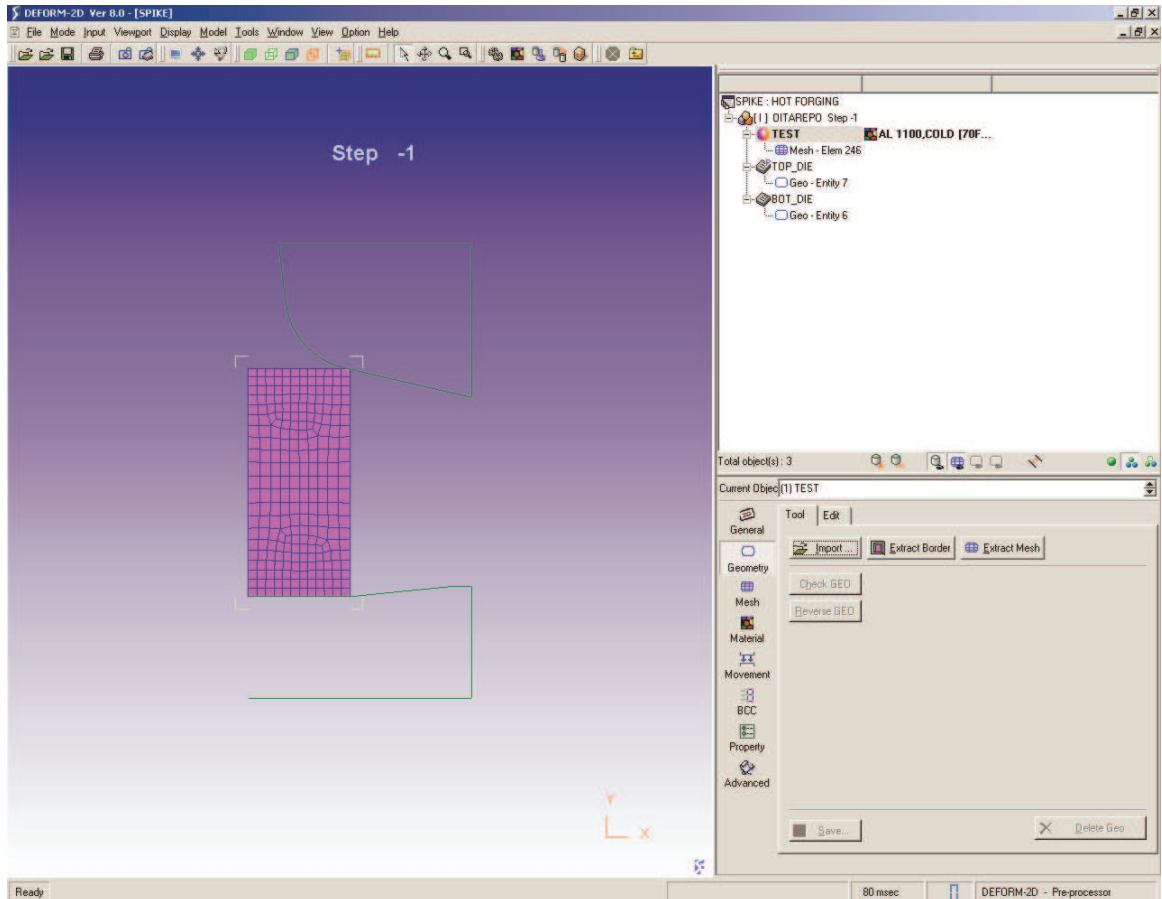 DEFORM-2D Ver 8.0 - [SPIKE]
File Mode Input Viewport Display Model Tools Window View Option Help
Step -1
SPIKE : HOT FORGING
[1] OITAREPO Step -1
TEST AL 1100,COLD [70F...
Mesh - Elem 246
TOP_DIE
Geo - Entity 7
BOT_DIE
Geo - Entity 6
Total object(s) : 3
Current Objec (1) TEST
General
Geometry
Mesh
Material
Movement
BCC
Property
Advanced
Tool Edit
Import ... Extract Border Extract Mesh
Check GEO
Reverse GEO
Save... Delete Geo
Y
X
Ready 80 msec DEFORM-2D - Pre-processor